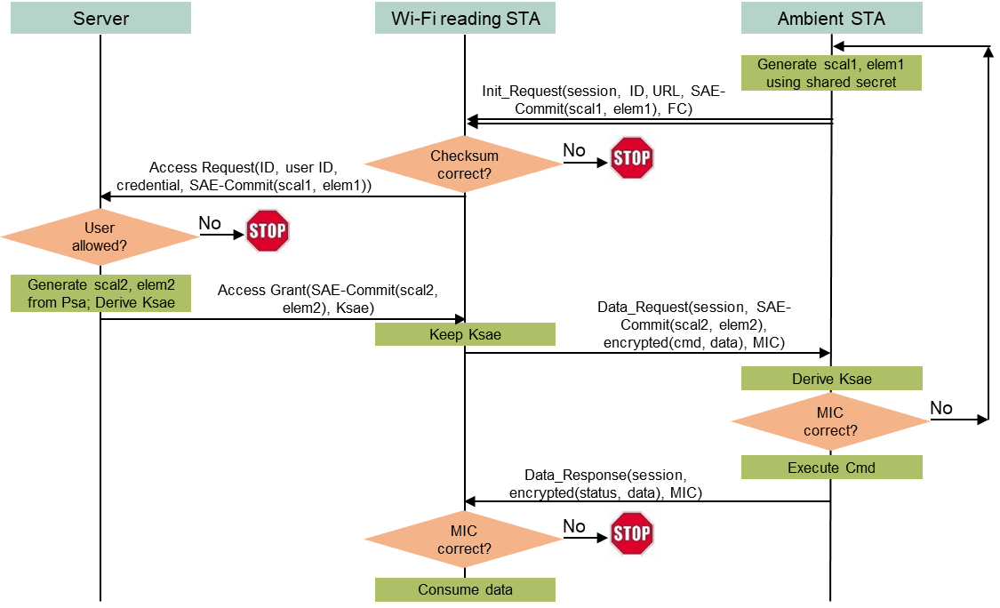 Server
Wi-Fi reading STA
Ambient STA
Generate scal1, elem1
using shared secret
Init_Request(session, ID, URL, SAE-
Commit(scal1, elem1), FC)
Checksum
correct?
No
STOP
Access Request(ID, user ID,
credential, SAE-Commit(scal1, elem1))
User
allowed?
No
STOP
Generate scal2, elem2
from Psa; Derive Ksae
Access Grant(SAE-Commit(scal2,
elem2), Ksae)
Keep Ksae
Data_Request(session, SAE-
Commit(scal2, elem2),
encrypted(cmd, data), MIC)
Derive Ksae
MIC
correct?
No
Execute Cmd
Data_Response(session,
encrypted(status, data), MIC)
MIC
correct?
No
STOP
Consume data